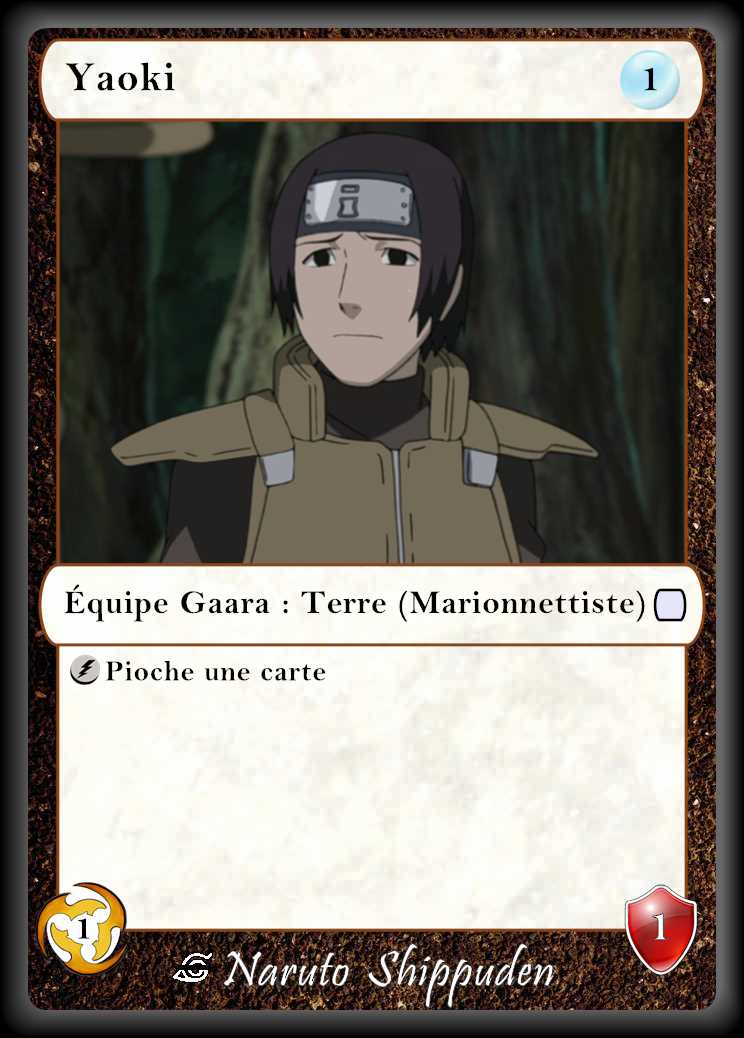 Yaoki
1
Équipe Gaara : Terre (Marionnettiste)
Pioche une carte
1
1
Naruto Shippuden